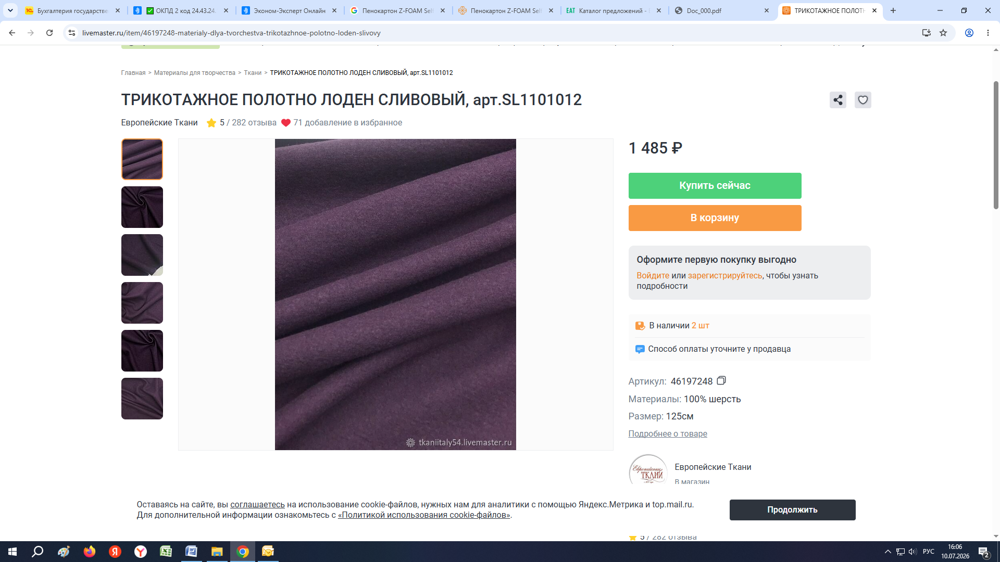 Бухгалтерия государстве
ОКПД 2 код 24.43.24.
Эконом-Эксперт Онлайн
Пенокартон Z-FOAM Self
Пенокартон Z-FOAM Self
ЕАТ Каталог предложений -
Doc_000.pdf
ТРИКОТАЖНОЕ ПОЛОТН
livemaster.ru/item/46197248-materialy-dlya-tvorchestva-trikotazhnoe-polotno-loden-slivovy
Главная > Материалы для творчества > Ткани > ТРИКОТАЖНОЕ ПОЛОТНО ЛОДЕН СЛИВОВЫЙ, арт.SL1101012
ТРИКОТАЖНОЕ ПОЛОТНО ЛОДЕН СЛИВОВЫЙ, арт.SL1101012
Европейские Ткани 5 / 282 отзыва 71 добавление в избранное
1 485 ₽
Купить сейчас
В корзину
Оформите первую покупку выгодно
Войдите или зарегистрируйтесь, чтобы узнать
подробности
В наличии 2 шт
Способ оплаты уточните у продавца
Артикул: 46197248
Материалы: 100% шерсть
Размер: 125см
Подробнее о товаре
tkaniitaly54.livemaster.ru
Европейские ТКАНИ
Европейские Ткани
В магазин
Оставаясь на сайте, вы соглашаетесь на использование cookie-файлов, нужных нам для аналитики с помощью Яндекс.Метрика и top.mail.ru.
Для дополнительной информации ознакомьтесь с «Политикой использования cookie-файлов».
Продолжить
5 / 282 отзыва
РУС
16:06
10.07.2026
2